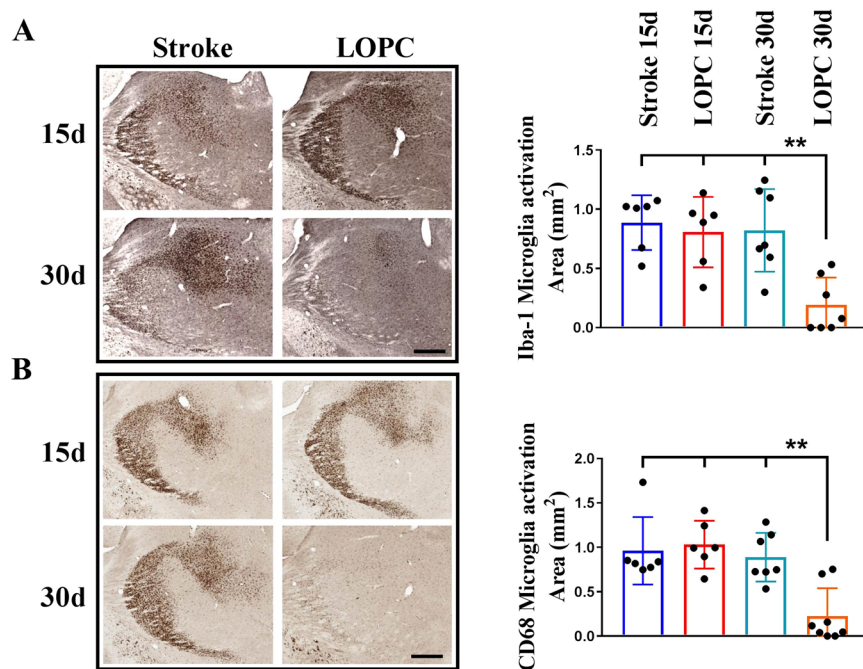 A
Stroke LOPC
15d
30d
Stroke 15d
LOPC 15d
Stroke 30d
LOPC 30d
Iba-1 Microglia activation
Area (mm²)
1.5
1.0
0.5
0.0
**
B
15d
30d
CD68 Microglia activation
Area (mm²)
2.0
1.5
1.0
0.5
0.0
**